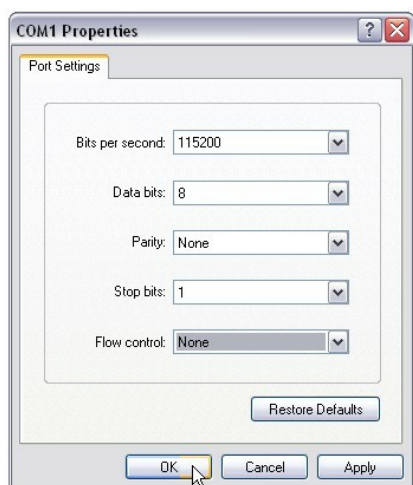 COM1 Properties
Port Settings
Bits per second: 115200
Data bits: 8
Parity: None
Stop bits: 1
Flow control: None
Restore Defaults
OK Cancel Apply